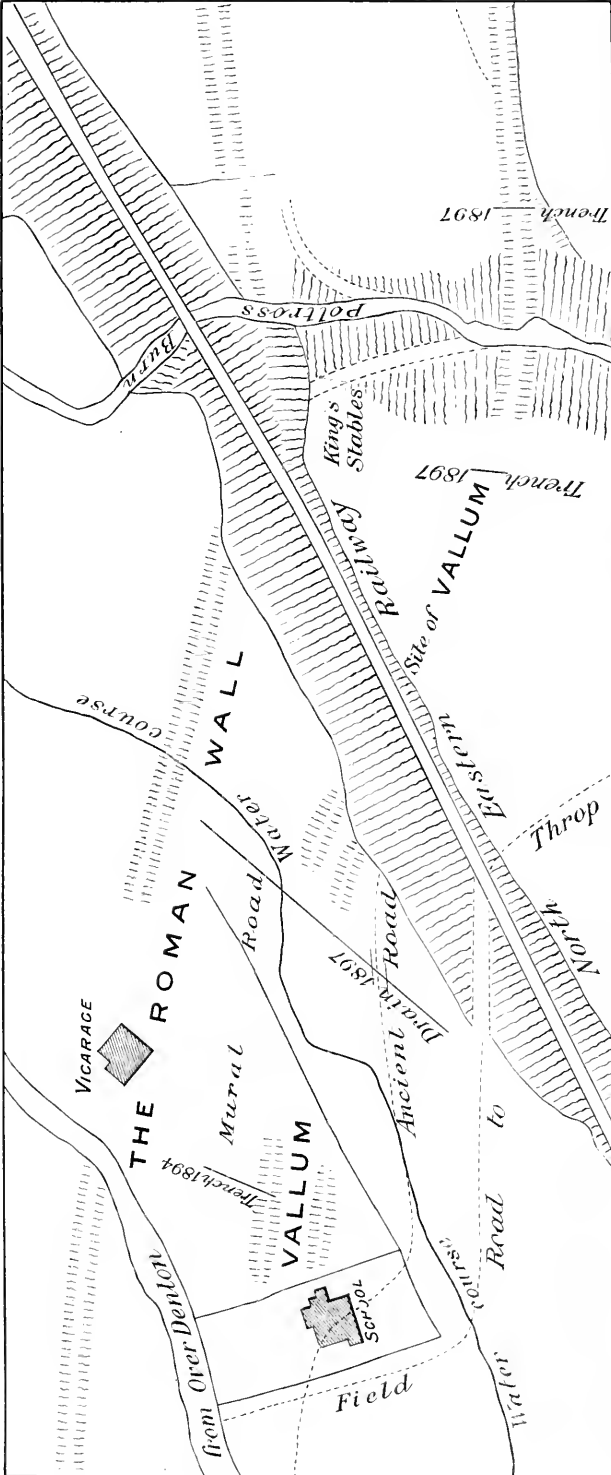 Trench 1897
Poltross
Burn
King's
Stables
Trench 1897
Site of VALLUM
North Eastern Railway
Throp
Water course
THE ROMAN WALL
VICARAGE
Mural Road
Drain 1897
Ancient Road
Trench 1894
VALLUM
from Over Denton
SCHOOL
Field Road to
Water course